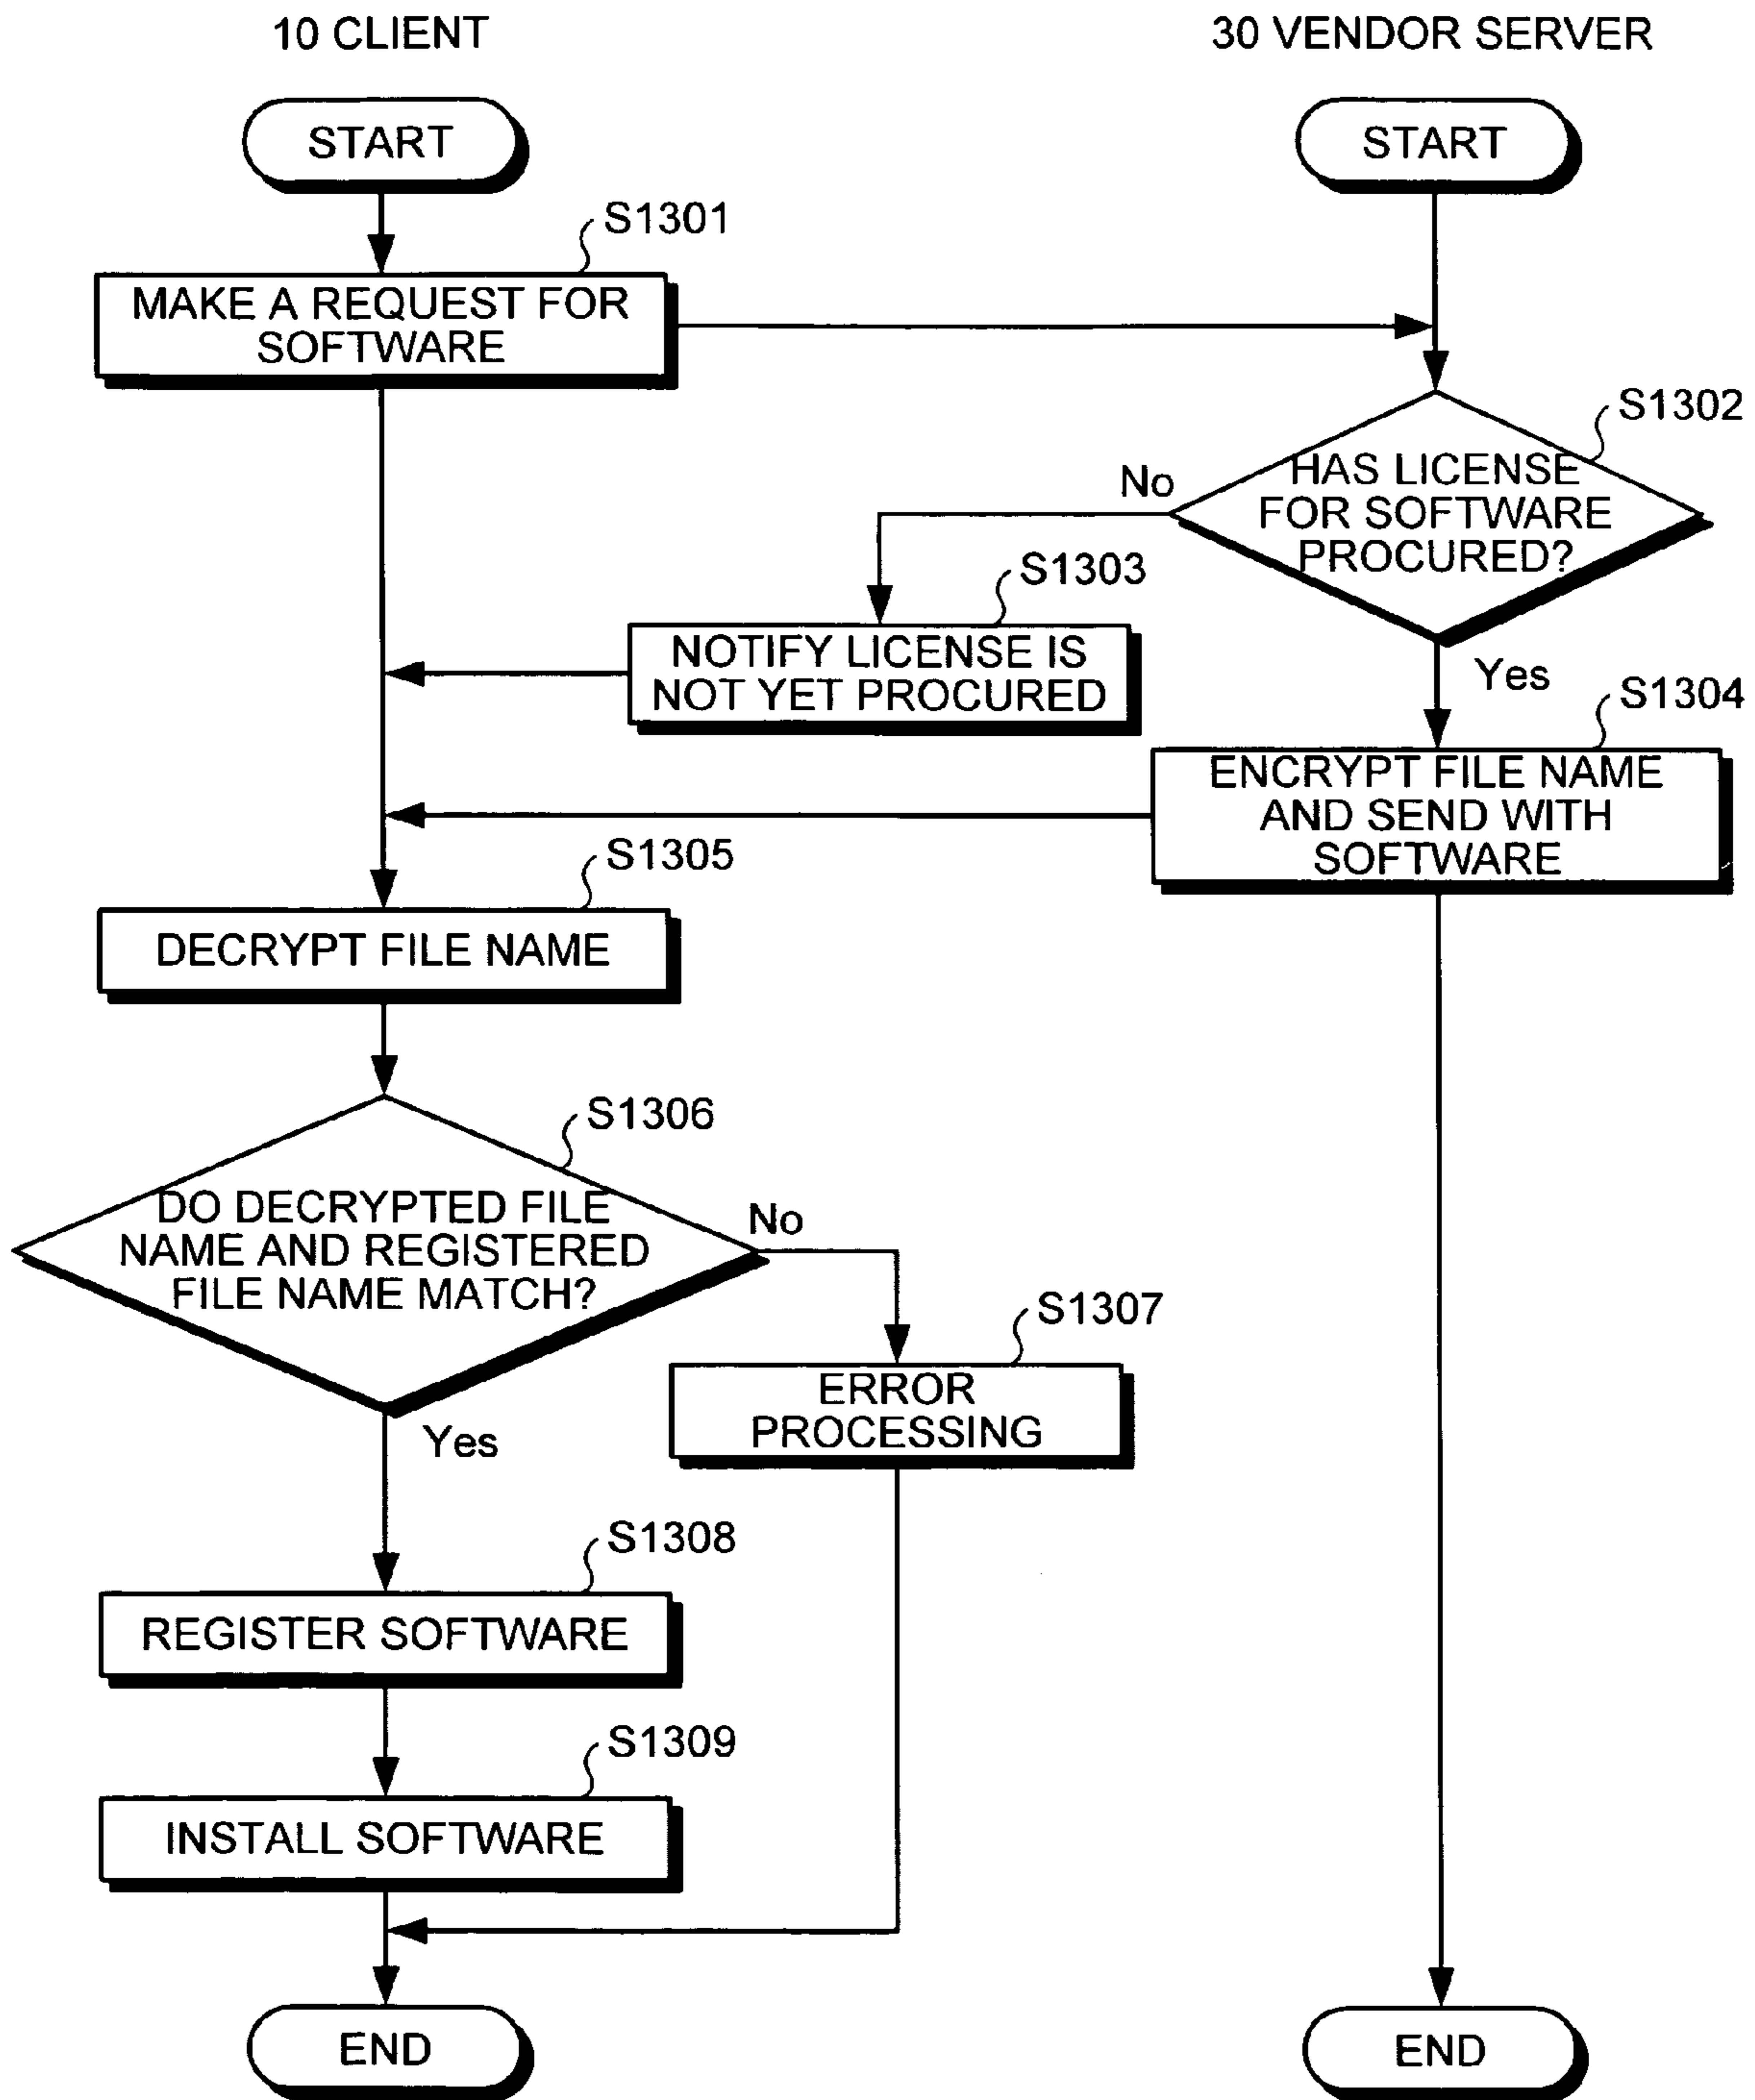 10 CLIENT
30 VENDOR SERVER
START
START
S1301
MAKE A REQUEST FOR
SOFTWARE
S1302
HAS LICENSE
FOR SOFTWARE
PROCURED?
No
Yes
S1303
NOTIFY LICENSE IS
NOT YET PROCURED
S1304
ENCRYPT FILE NAME
AND SEND WITH
SOFTWARE
S1305
DECRYPT FILE NAME
S1306
DO DECRYPTED FILE
NAME AND REGISTERED
FILE NAME MATCH?
No
Yes
S1307
ERROR
PROCESSING
S1308
REGISTER SOFTWARE
S1309
INSTALL SOFTWARE
END
END